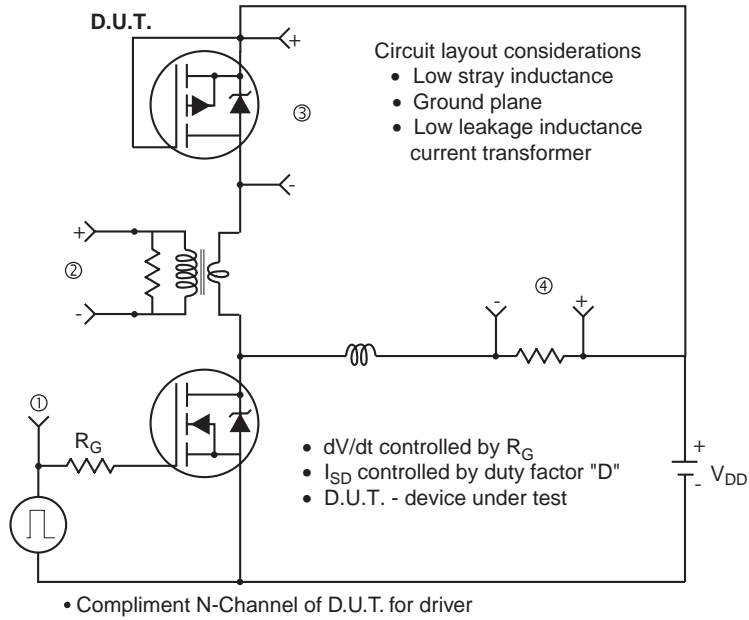 D.U.T.
+
Circuit layout considerations
• Low stray inductance
• Ground plane
• Low leakage inductance
current transformer
③
-
+
②
-
④
-
+
①
R_G
• dV/dt controlled by R_G
• I_SD controlled by duty factor "D"
• D.U.T. - device under test
+
-
V_DD
• Compliment N-Channel of D.U.T. for driver